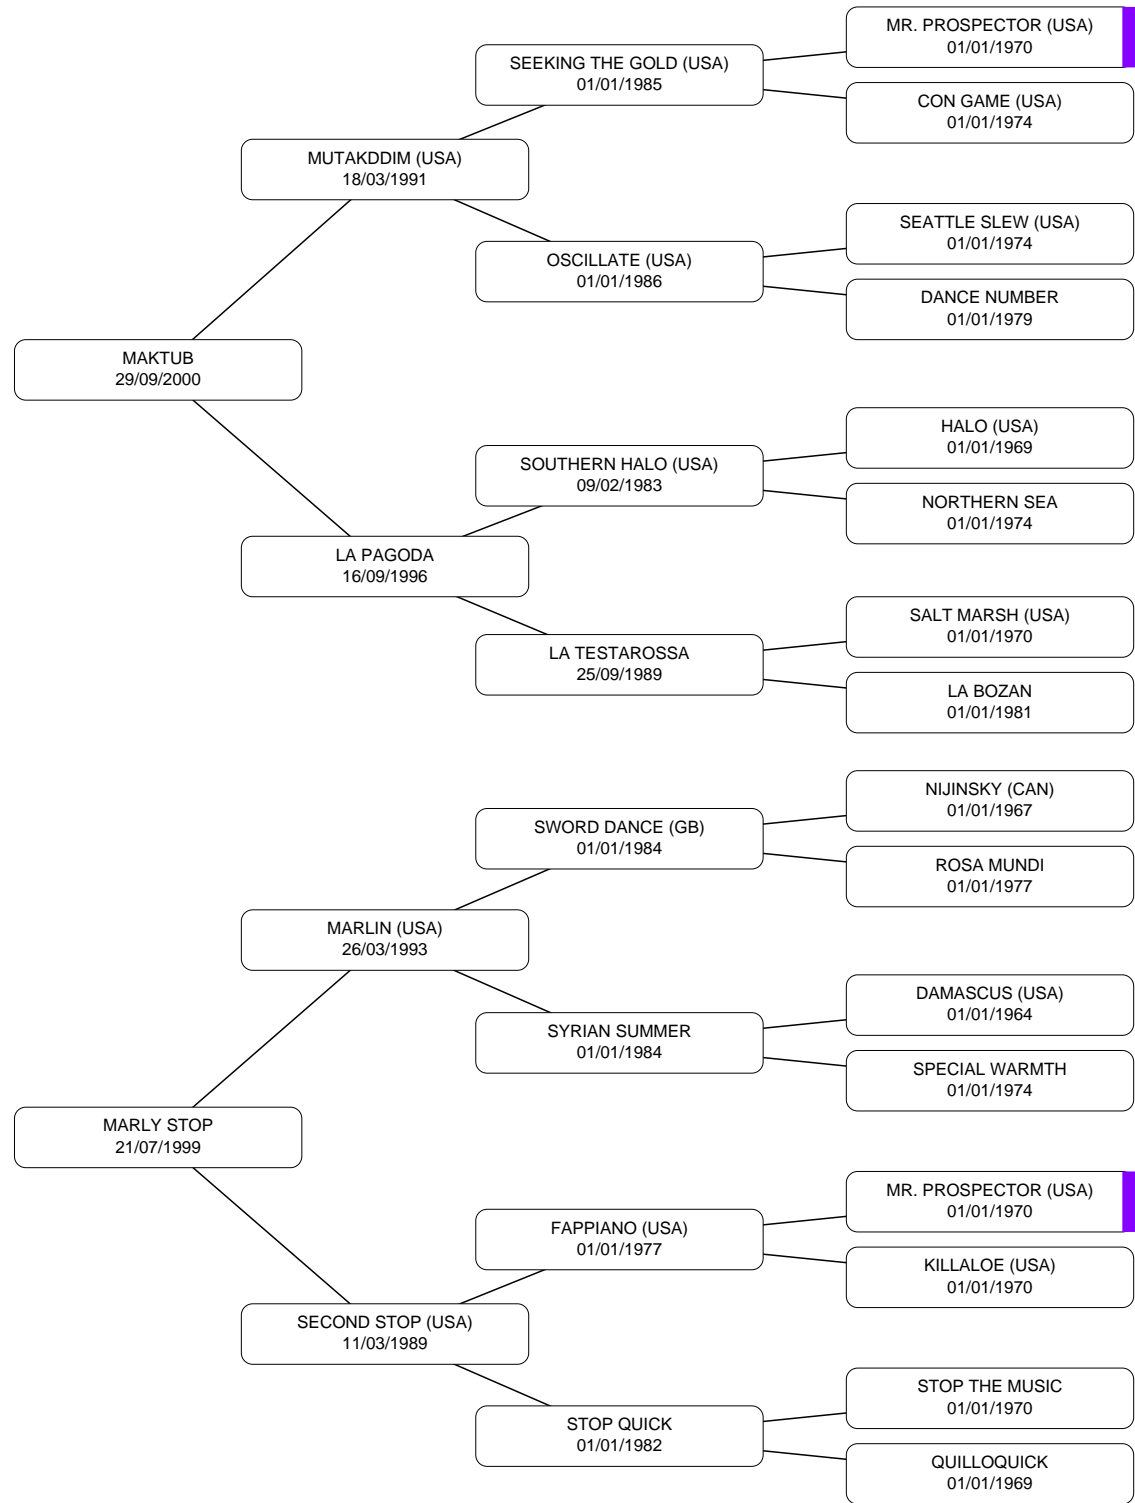 MR. PROSPECTOR (USA)
01/01/1970
SEEKING THE GOLD (USA)
01/01/1985
CON GAME (USA)
01/01/1974
MUTAKDDIM (USA)
18/03/1991
SEATTLE SLEW (USA)
01/01/1974
OSCILLATE (USA)
01/01/1986
DANCE NUMBER
01/01/1979
MAKTUB
29/09/2000
HALO (USA)
01/01/1969
SOUTHERN HALO (USA)
09/02/1983
NORTHERN SEA
01/01/1974
LA PAGODA
16/09/1996
SALT MARSH (USA)
01/01/1970
LA TESTAROSSA
25/09/1989
LA BOZAN
01/01/1981
NIJINSKY (CAN)
01/01/1967
SWORD DANCE (GB)
01/01/1984
ROSA MUNDI
01/01/1977
MARLIN (USA)
26/03/1993
DAMASCUS (USA)
01/01/1964
SYRIAN SUMMER
01/01/1984
SPECIAL WARMTH
01/01/1974
MARLY STOP
21/07/1999
MR. PROSPECTOR (USA)
01/01/1970
FAPPIANO (USA)
01/01/1977
KILLALOE (USA)
01/01/1970
SECOND STOP (USA)
11/03/1989
STOP THE MUSIC
01/01/1970
STOP QUICK
01/01/1982
QUILLOQUICK
01/01/1969